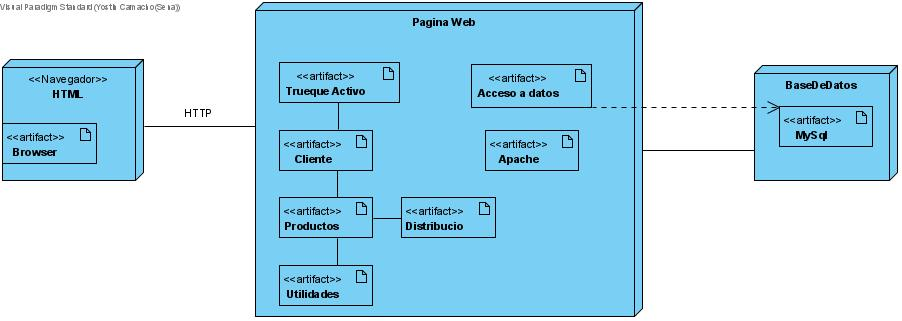 Visual Paradigm Standard (Yostin Camacho(Sena))
Pagina Web
<<Navegador>>
HTML
<<artifact>>
Browser
HTTP
<<artifact>>
Trueque Activo
<<artifact>>
Cliente
<<artifact>>
Productos
<<artifact>>
Distribucio
<<artifact>>
Utilidades
<<artifact>>
Acceso a datos
<<artifact>>
Apache
BaseDeDatos
<<artifact>>
MySql